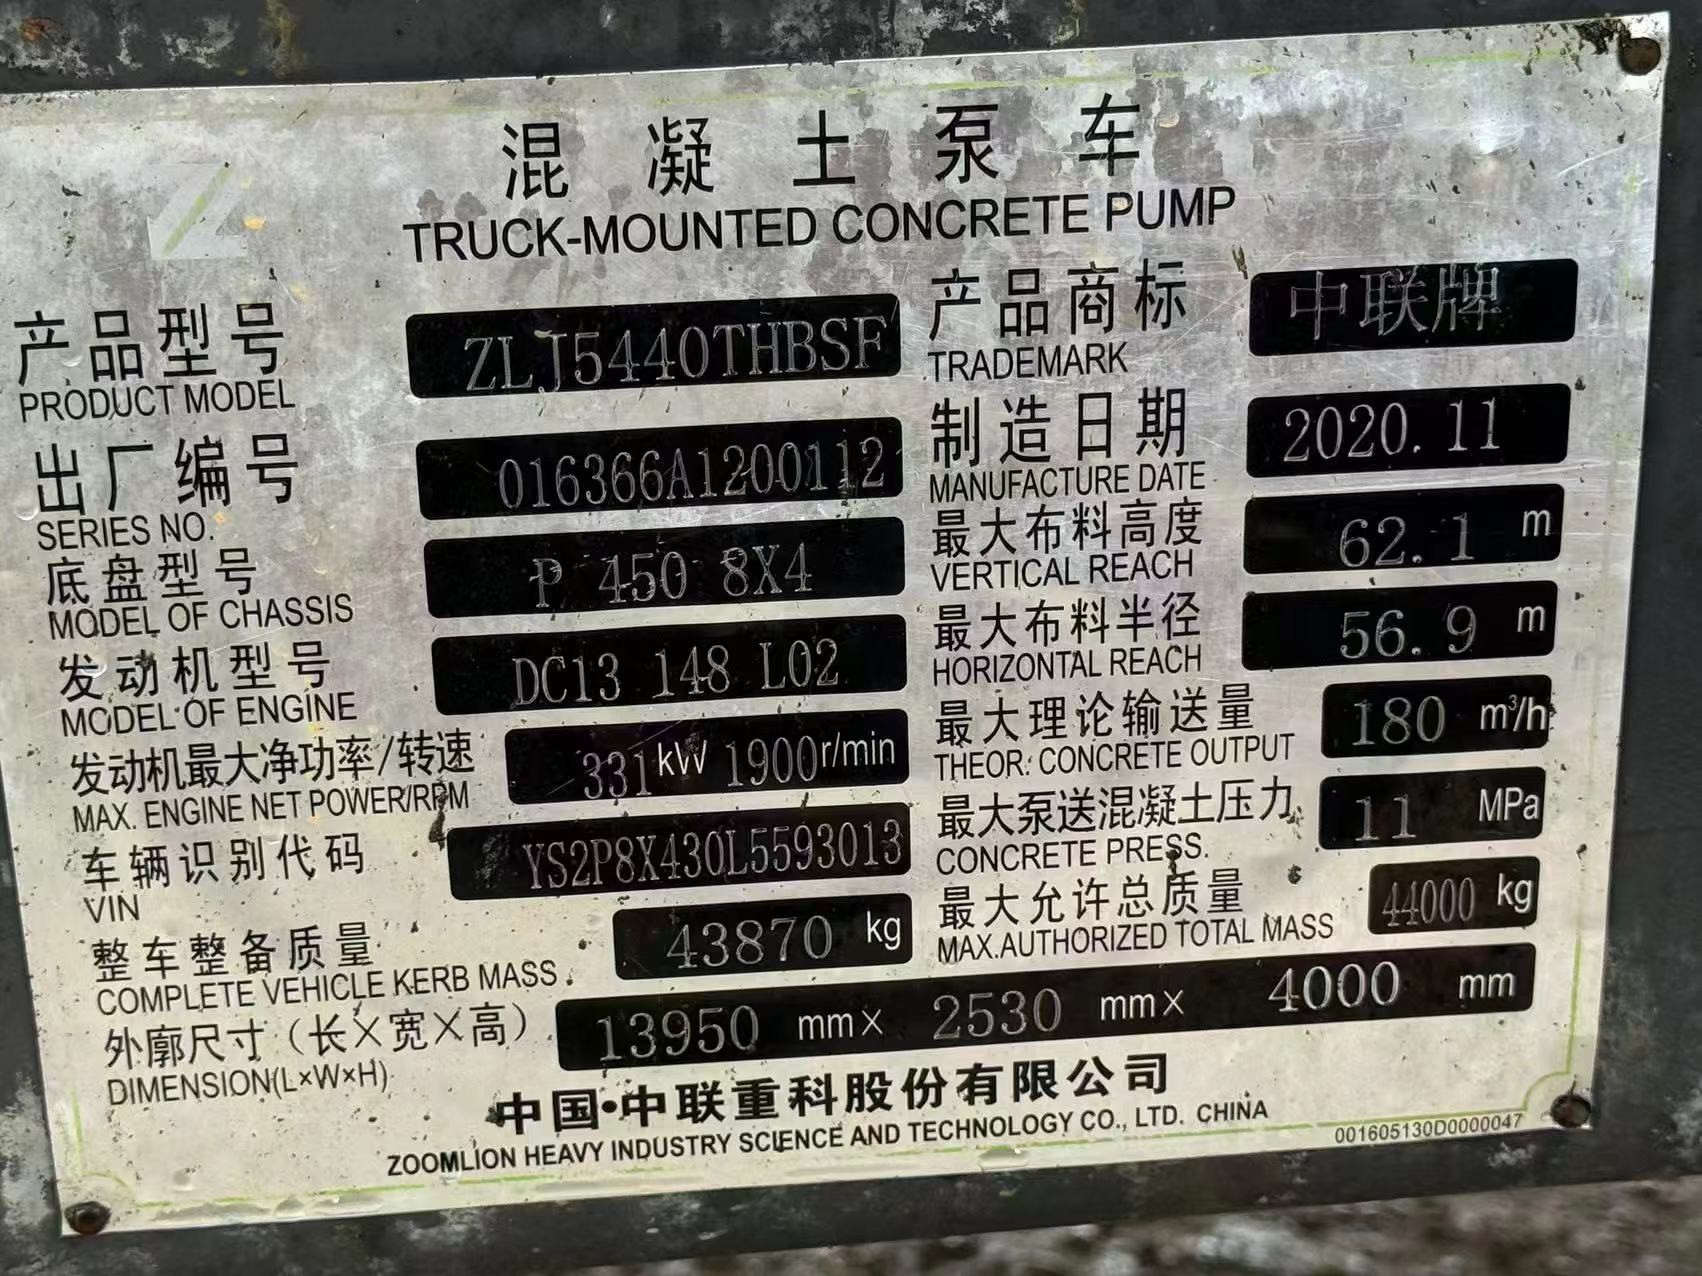 混凝土泵车
TRUCK-MOUNTED CONCRETE PUMP
产品型号 ZLJ5440THBSF
PRODUCT MODEL
产品商标 中联牌
TRADEMARK
出厂编号 016366A1200112
SERIES NO.
制造日期 2020.11
MANUFACTURE DATE
底盘型号 P 450 8X4
MODEL OF CHASSIS
最大布料高度 62.1 m
VERTICAL REACH
发动机型号 DC13 148 L02
MODEL OF ENGINE
最大布料半径 56.9 m
HORIZONTAL REACH
发动机最大净功率/转速 331 kW 1900 r/min
MAX. ENGINE NET POWER/RPM
最大理论输送量 180 m³/h
THEOR. CONCRETE OUTPUT
车辆识别代码 YS2P8X430L5593013
VIN
最大泵送混凝土压力 11 MPa
CONCRETE PRESS.
整车整备质量 43870 kg
COMPLETE VEHICLE KERB MASS
最大允许总质量 44000 kg
MAX.AUTHORIZED TOTAL MASS
外廓尺寸（长×宽×高） 13950 mm× 2530 mm× 4000 mm
DIMENSION(L×W×H)
中国·中联重科股份有限公司
ZOOMLION HEAVY INDUSTRY SCIENCE AND TECHNOLOGY CO., LTD. CHINA
001605130D0000047